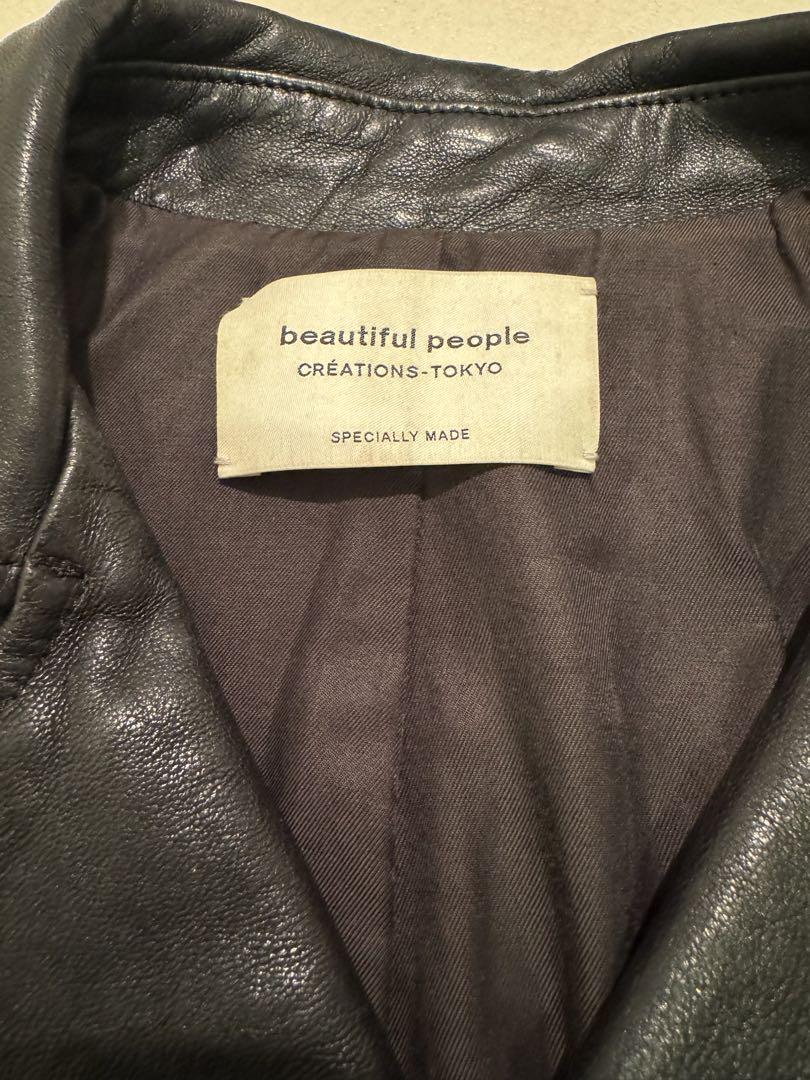 beautiful people
CRÉATIONS-TOKYO
SPECIALLY MADE